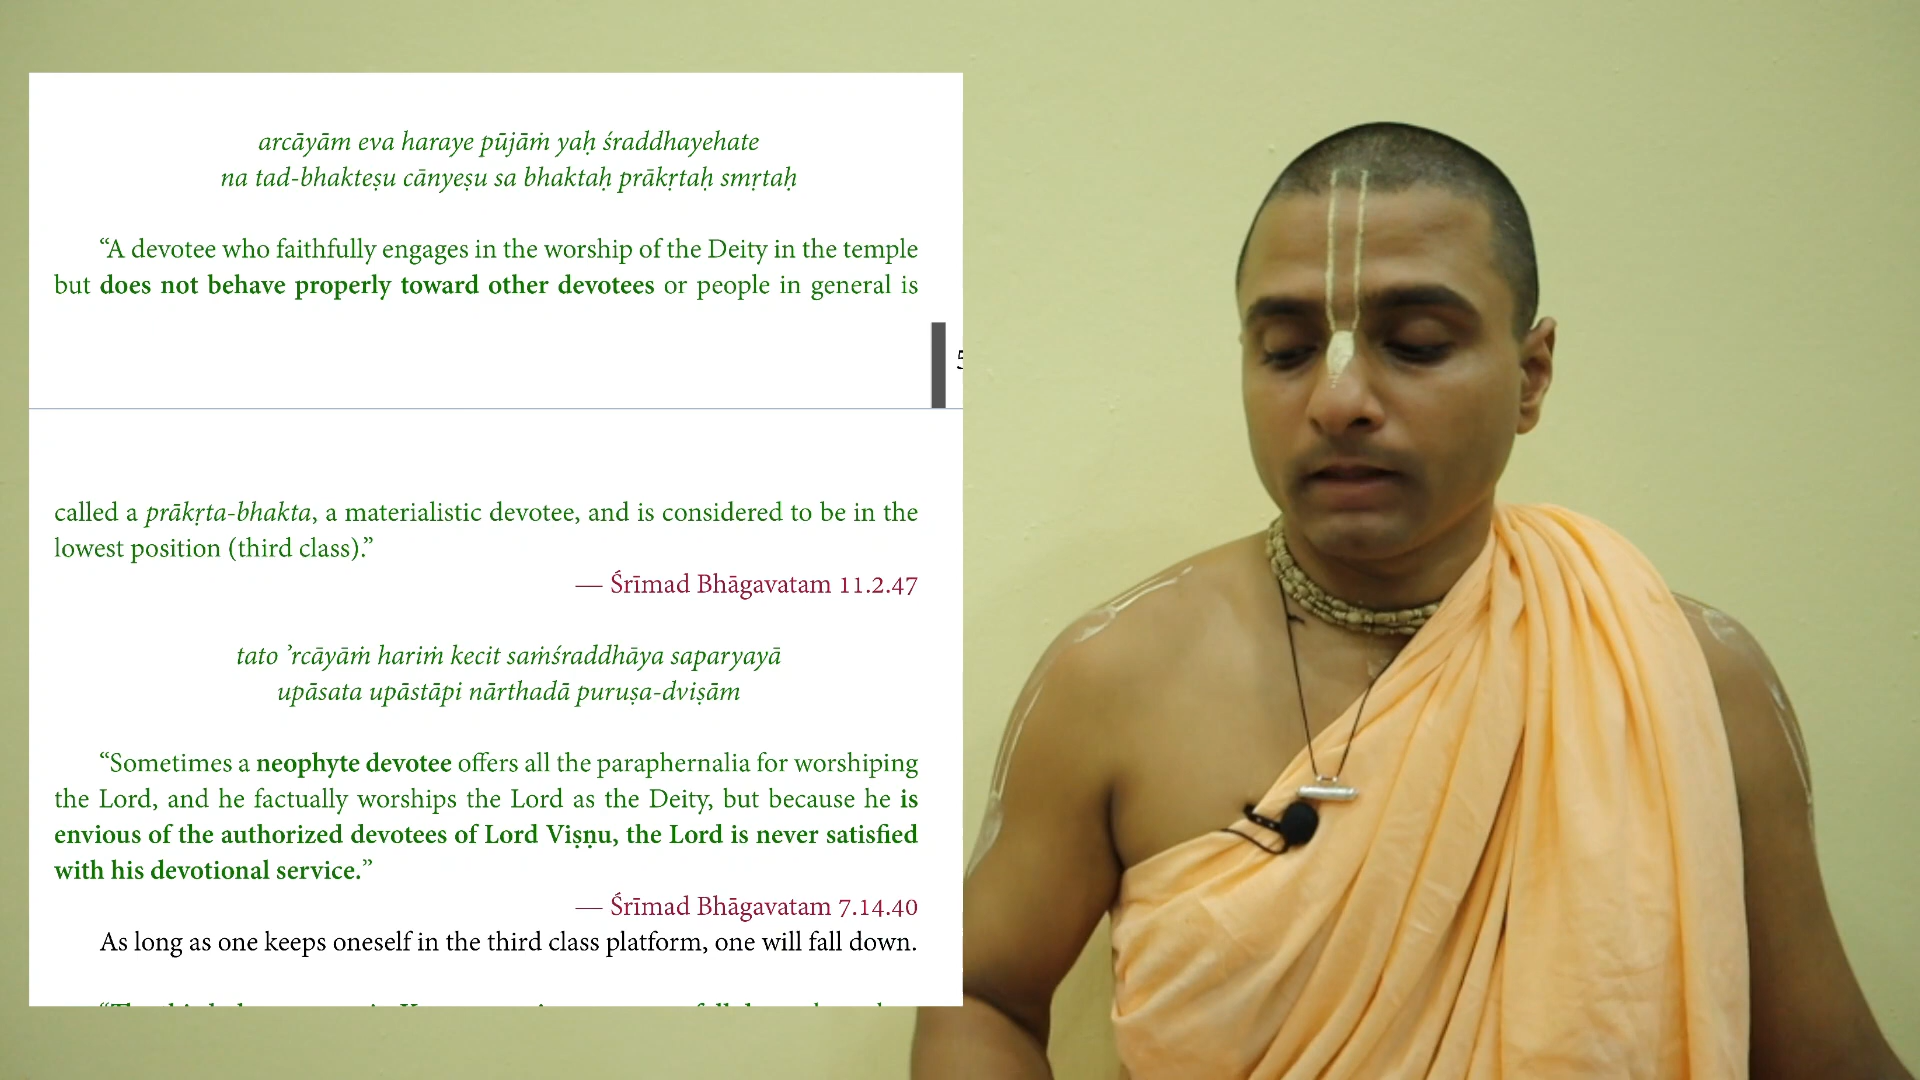 arcāyām eva haraye pūjāṁ yaḥ śraddhayehate
na tad-bhakteṣu cānyeṣu sa bhaktaḥ prākṛtaḥ smṛtaḥ
“A devotee who faithfully engages in the worship of the Deity in the temple
but does not behave properly toward other devotees or people in general is
called a prākṛta-bhakta, a materialistic devotee, and is considered to be in the
lowest position (third class).”
— Śrīmad Bhāgavatam 11.2.47
tato ’rcāyāṁ hariṁ kecit saṁśraddhāya saparyayā
upāsata upāstāpi nārthadā puruṣa-dviṣām
“Sometimes a neophyte devotee offers all the paraphernalia for worshiping
the Lord, and he factually worships the Lord as the Deity, but because he is
envious of the authorized devotees of Lord Viṣṇu, the Lord is never satisfied
with his devotional service.”
— Śrīmad Bhāgavatam 7.14.40
As long as one keeps oneself in the third class platform, one will fall down.